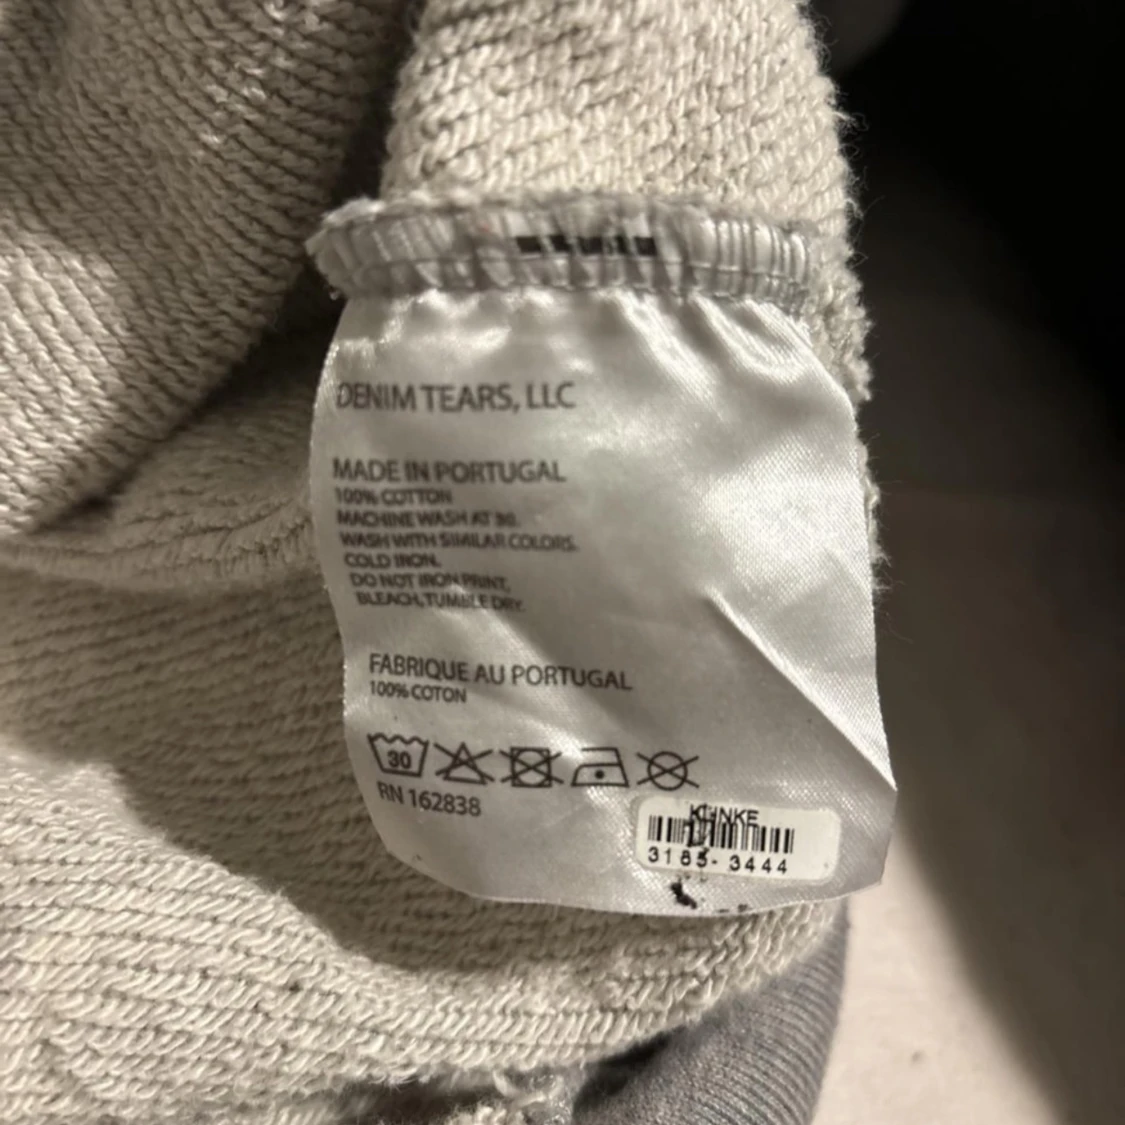 DENIM TEARS, LLC
MADE IN PORTUGAL
100% COTTON
MACHINE WASH AT 30.
WASH WITH SIMILAR COLORS.
COLD IRON.
DO NOT IRON PRINT,
BLEACH, TUMBLE DRY.
FABRIQUE AU PORTUGAL
100% COTON
30
RN 162838
3185-3444